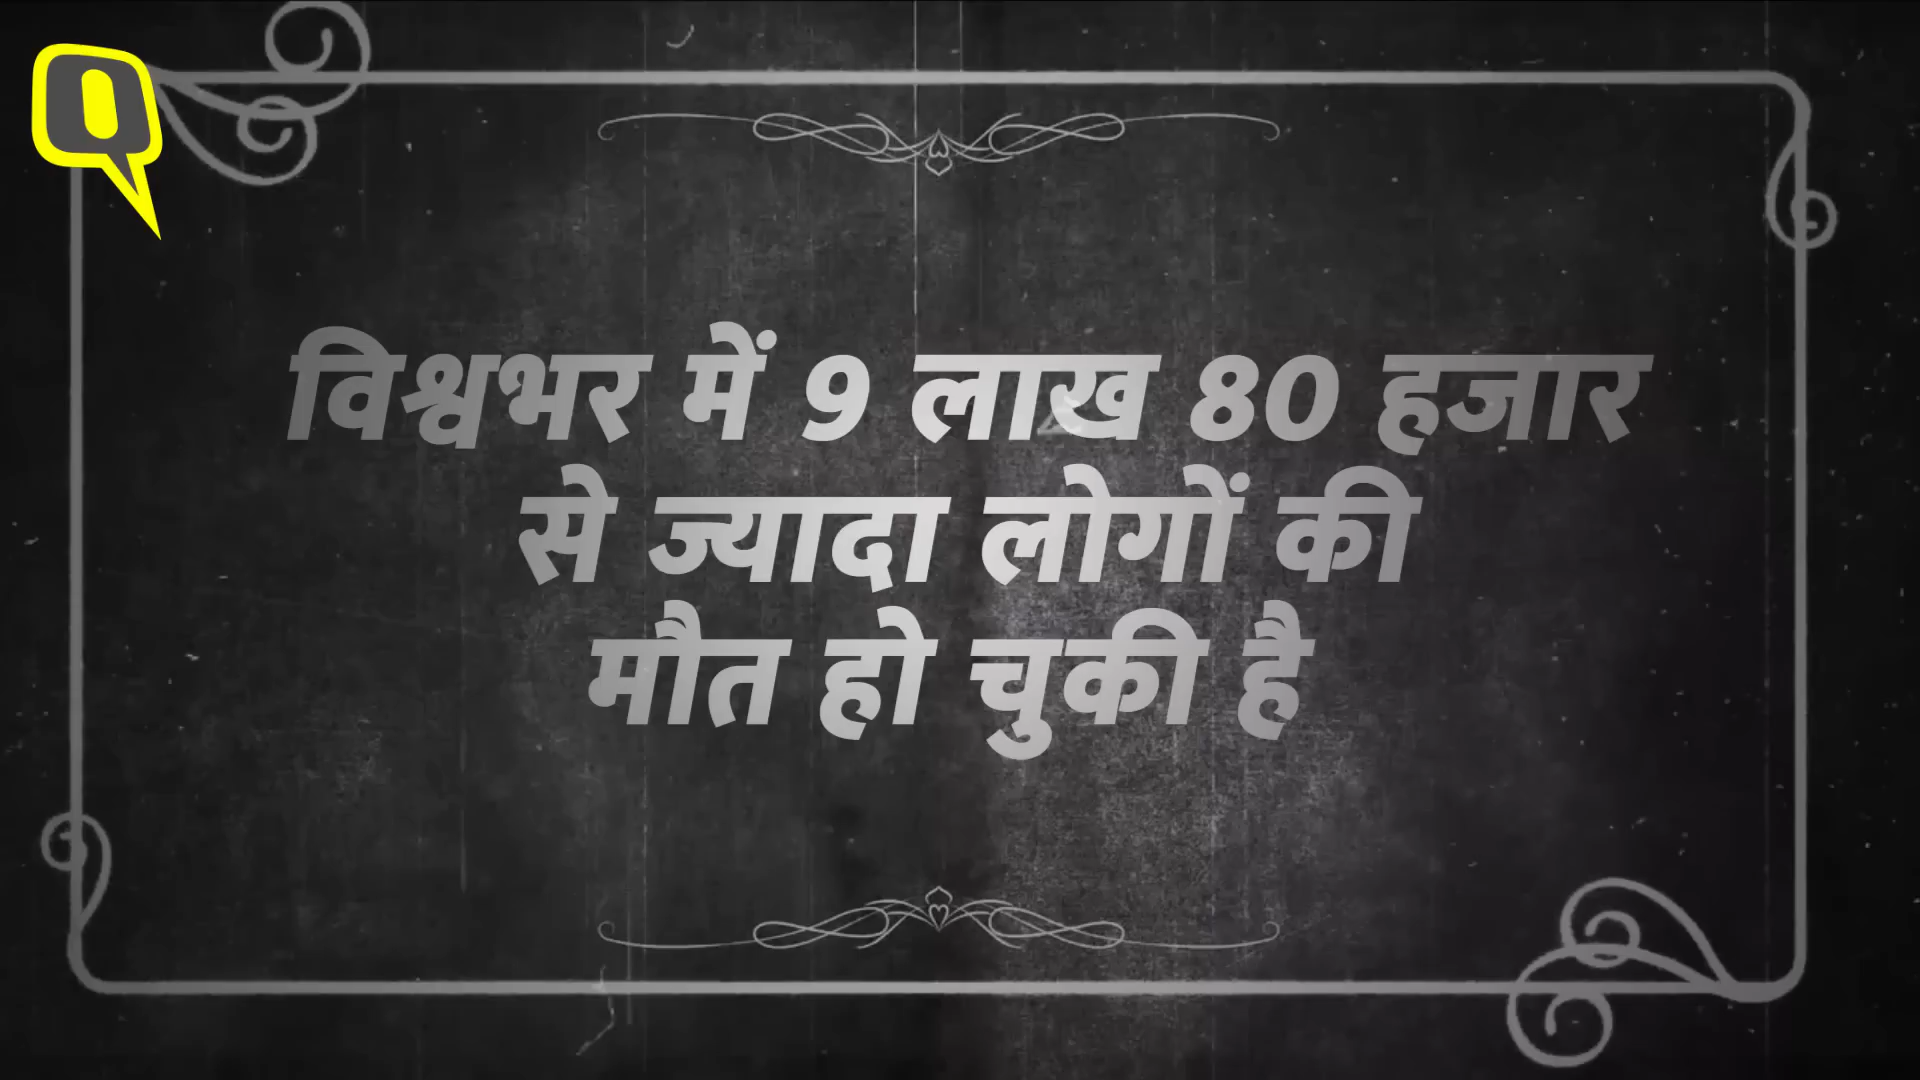 विश्वभर में 9 लाख 80 हजार
से ज्यादा लोगों की
मौत हो चुकी है